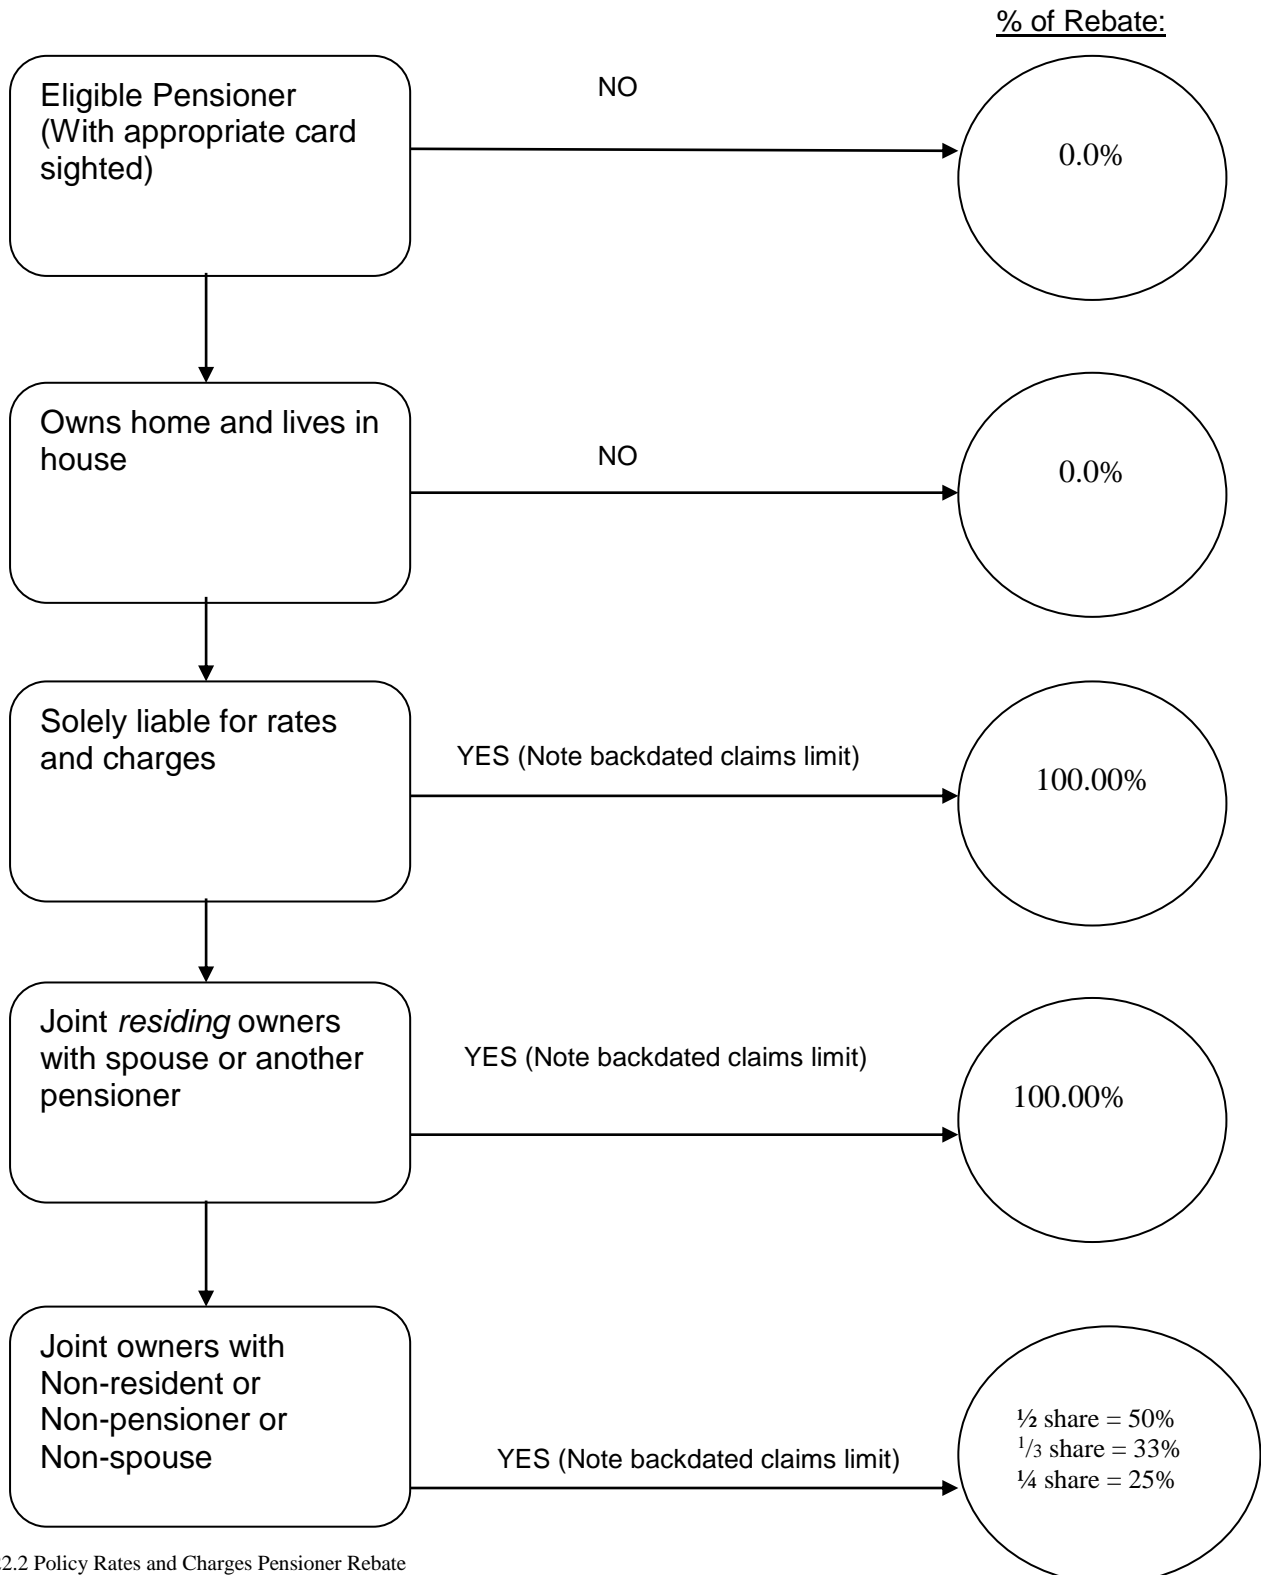 % of Rebate:
Eligible Pensioner
(With appropriate card
sighted)
NO
0.0%
Owns home and lives in
house
NO
0.0%
Solely liable for rates
and charges
YES (Note backdated claims limit)
100.00%
Joint residing owners
with spouse or another
pensioner
YES (Note backdated claims limit)
100.00%
Joint owners with
Non-resident or
Non-pensioner or
Non-spouse
YES (Note backdated claims limit)
½ share = 50%
1/3 share = 33%
¼ share = 25%
2.2 Policy Rates and Charges Pensioner Rebate